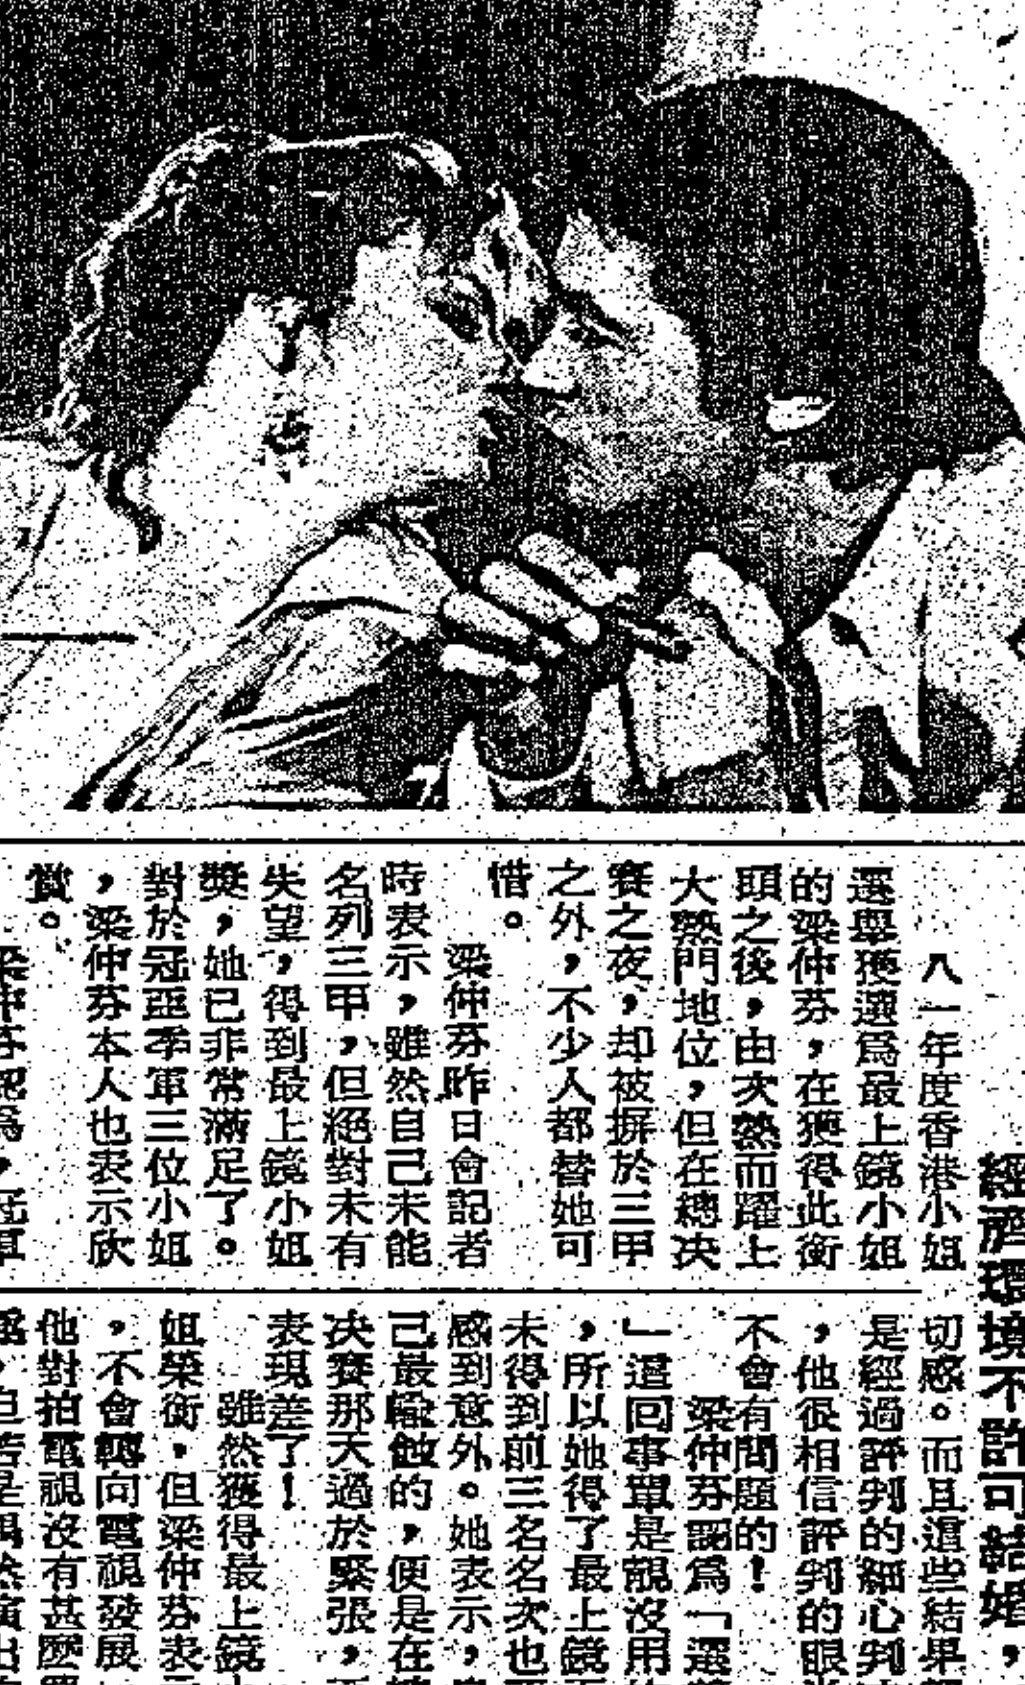 八一年度香港小姐
選舉獲選爲最上鏡小姐
的梁仲芬，在獲得此銜
頭之後，由次熱而躍上
大熱門地位，但在總决
賽之夜，却被摒於三甲
之外，不少人都替她可
惜。
梁仲芬昨日會記者
時表示，雖然自己未能
名列三甲，但絕對未有
失望，得到最上鏡小姐
獎，她已非常滿足了。
對於冠亞季軍三位小姐
，梁仲芬本人也表示欣
賞。
梁仲芬認爲，冠軍
經濟環境不許可結婚，
切感。而且這些結果
是經過評判的細心判
，他很相信評判的眼
不會有問題的！
梁仲芬認爲「選
」這回事單是靚沒用
，所以她得了最上鏡
未得到前三名名次也
感到意外。她表示，
己最輸蝕的，便是在
决賽那天過於緊張，
表現差了！
雖然獲得最上鏡
姐榮銜，但梁仲芬表
，不會轉向電視發展
他對拍電視沒有甚麽